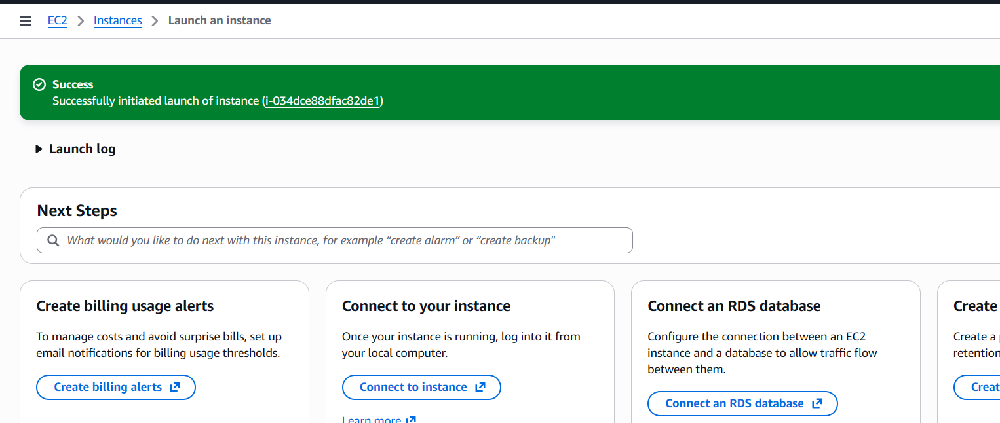 EC2 Instances Launch an instance
Success
Successfully initiated launch of instance (i-034dce88dfac82de1)
Launch log
Next Steps
What would you like to do next with this instance, for example “create alarm” or “create backup"
Create billing usage alerts
To manage costs and avoid surprise bills, set up
email notifications for billing usage thresholds.
Create billing alerts
Connect to your instance
Once your instance is running, log into it from
your local computer.
Connect to instance
Learn more
Connect an RDS database
Configure the connection between an EC2
instance and a database to allow traffic flow
between them.
Connect an RDS database
Create
Create a
retention
Creat